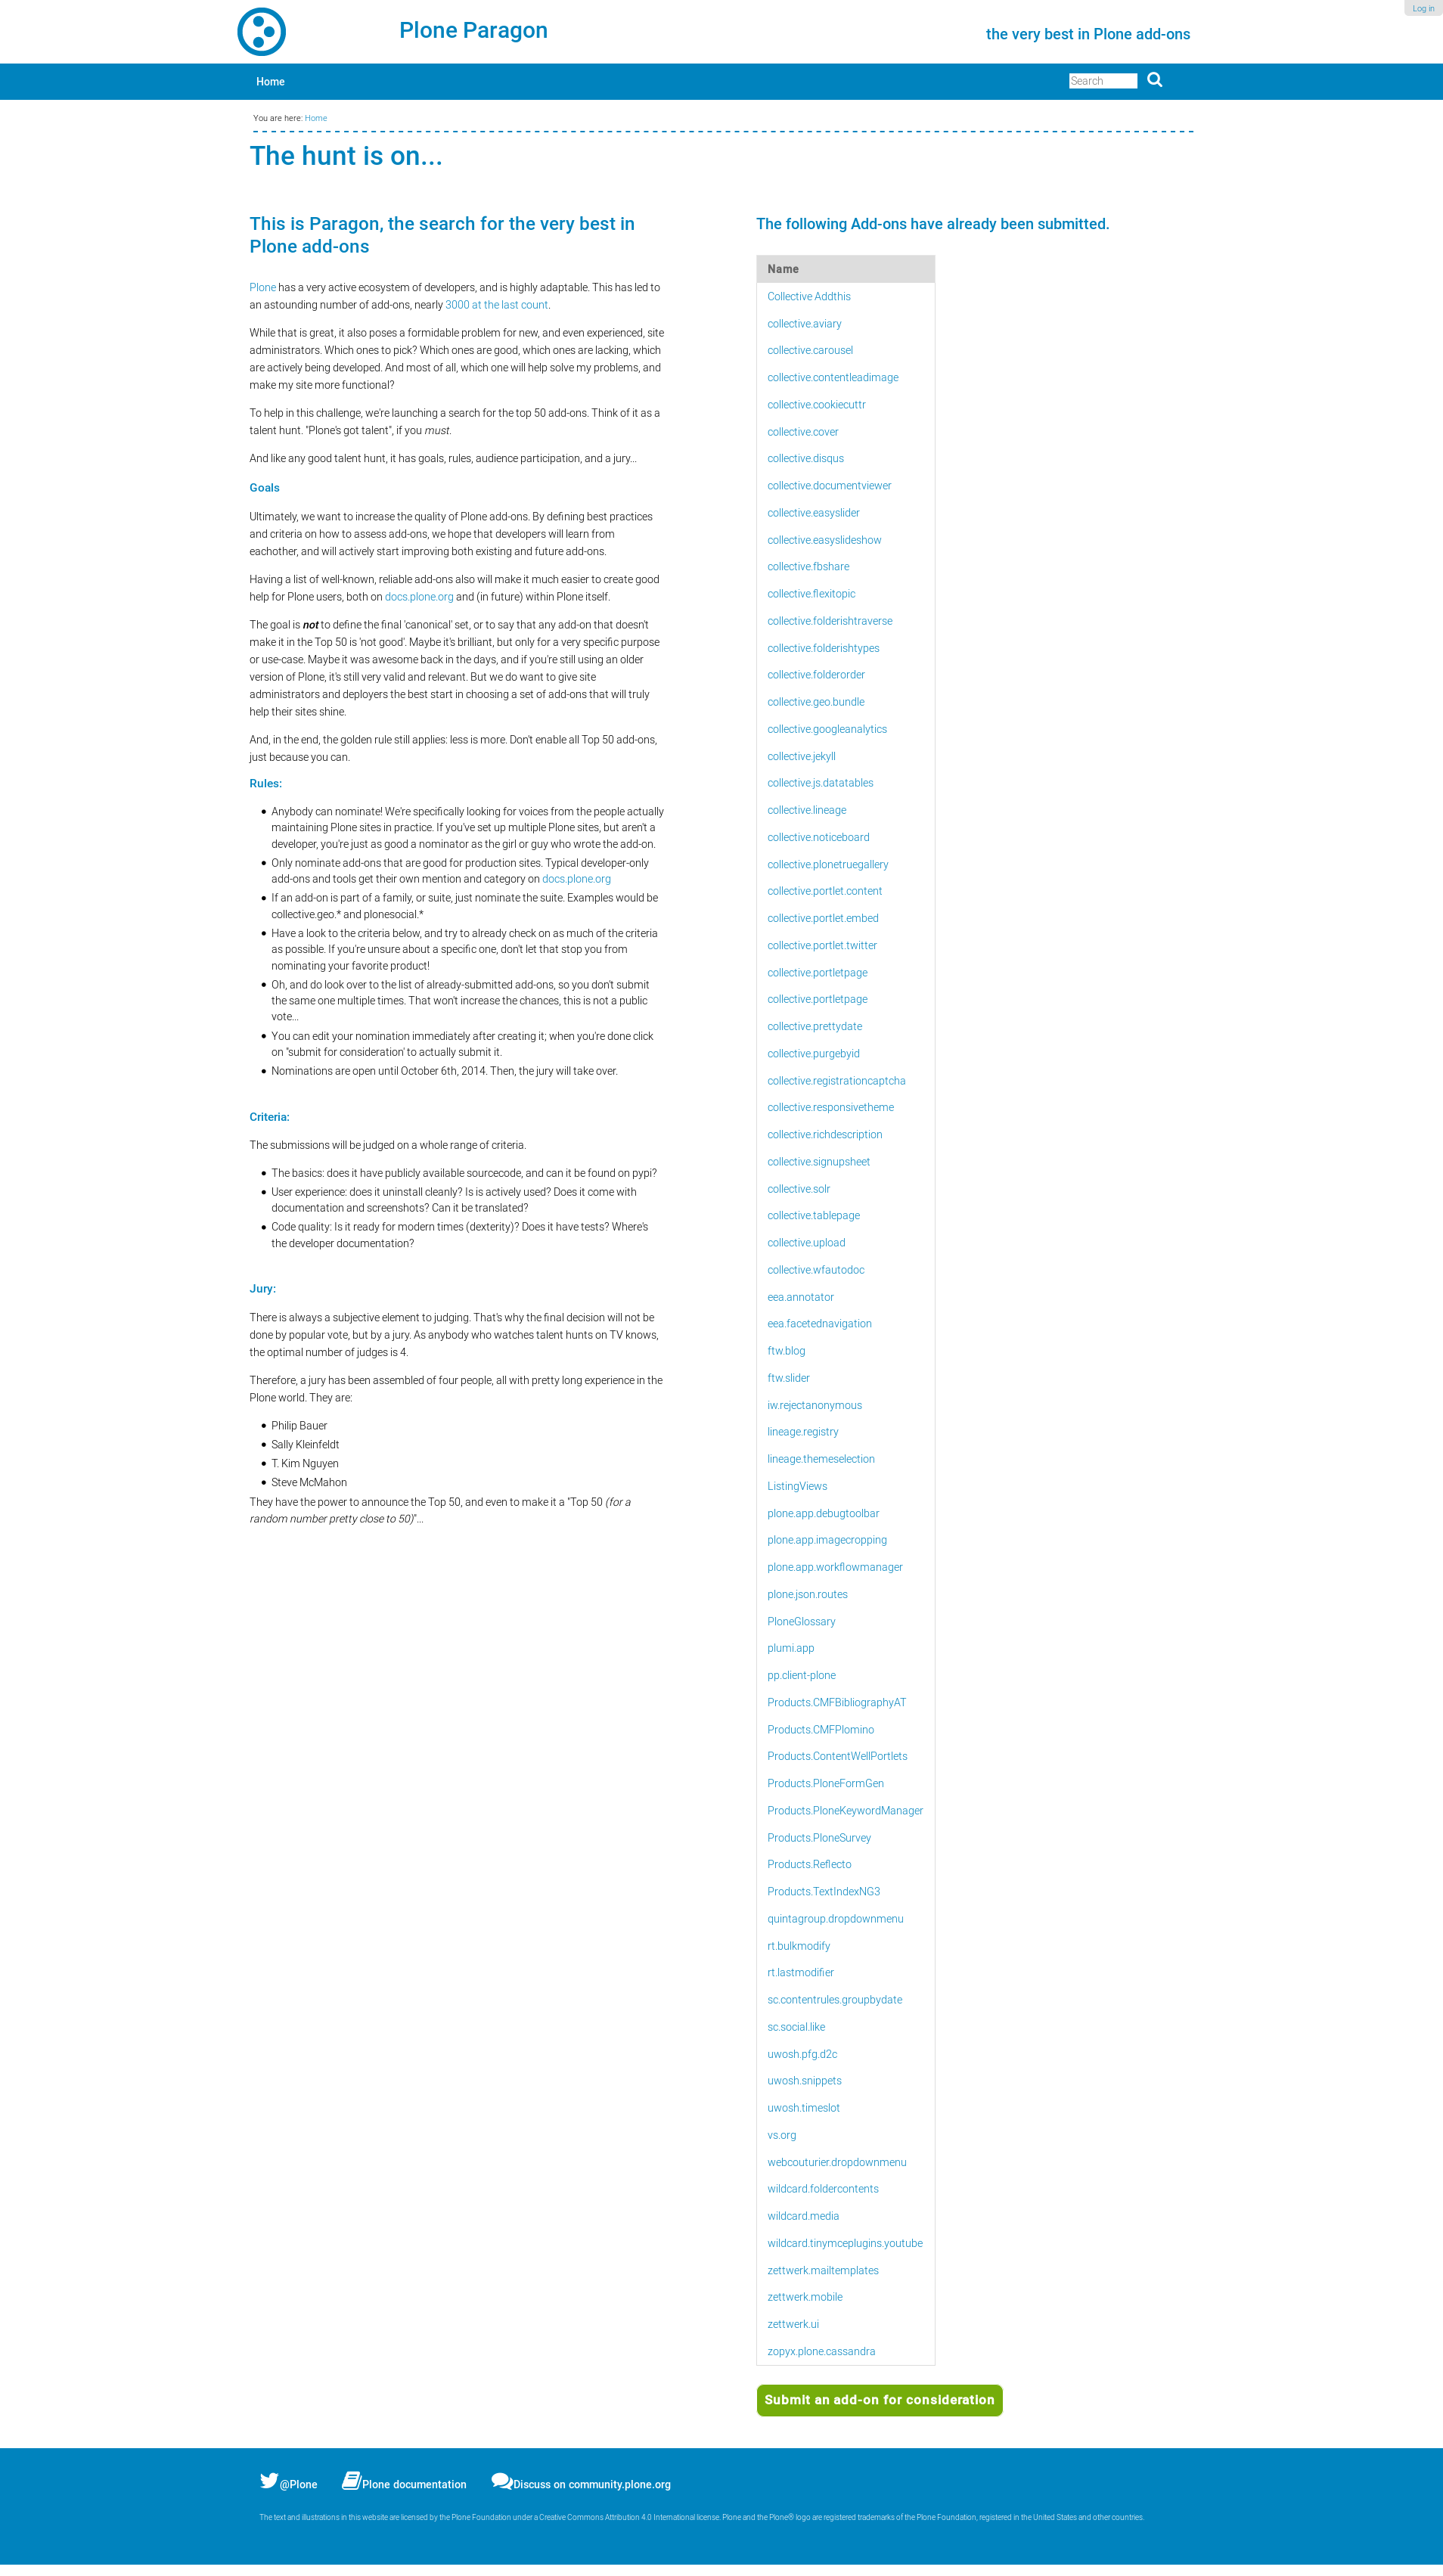 Log in
Plone Paragon
the very best in Plone add-ons
Home
Search
You are here: Home
The hunt is on...
This is Paragon, the search for the very best in
Plone add-ons
Plone has a very active ecosystem of developers, and is highly adaptable. This has led to
an astounding number of add-ons, nearly 3000 at the last count.
While that is great, it also poses a formidable problem for new, and even experienced, site
administrators. Which ones to pick? Which ones are good, which ones are lacking, which
are actively being developed. And most of all, which one will help solve my problems, and
make my site more functional?
To help in this challenge, we're launching a search for the top 50 add-ons. Think of it as a
talent hunt. "Plone's got talent", if you must.
And like any good talent hunt, it has goals, rules, audience participation, and a jury...
Goals
Ultimately, we want to increase the quality of Plone add-ons. By defining best practices
and criteria on how to assess add-ons, we hope that developers will learn from
eachother, and will actively start improving both existing and future add-ons.
Having a list of well-known, reliable add-ons also will make it much easier to create good
help for Plone users, both on docs.plone.org and (in future) within Plone itself.
The goal is not to define the final 'canonical' set, or to say that any add-on that doesn't
make it in the Top 50 is 'not good'. Maybe it's brilliant, but only for a very specific purpose
or use-case. Maybe it was awesome back in the days, and if you're still using an older
version of Plone, it's still very valid and relevant. But we do want to give site
administrators and deployers the best start in choosing a set of add-ons that will truly
help their sites shine.
And, in the end, the golden rule still applies: less is more. Don't enable all Top 50 add-ons,
just because you can.
Rules:
Anybody can nominate! We're specifically looking for voices from the people actually
maintaining Plone sites in practice. If you've set up multiple Plone sites, but aren't a
developer, you're just as good a nominator as the girl or guy who wrote the add-on.
Only nominate add-ons that are good for production sites. Typical developer-only
add-ons and tools get their own mention and category on docs.plone.org
If an add-on is part of a family, or suite, just nominate the suite. Examples would be
collective.geo.* and plonesocial.*
Have a look to the criteria below, and try to already check on as much of the criteria
as possible. If you're unsure about a specific one, don't let that stop you from
nominating your favorite product!
Oh, and do look over to the list of already-submitted add-ons, so you don't submit
the same one multiple times. That won't increase the chances, this is not a public
vote...
You can edit your nomination immediately after creating it; when you're done click
on "submit for consideration' to actually submit it.
Nominations are open until October 6th, 2014. Then, the jury will take over.
Criteria:
The submissions will be judged on a whole range of criteria.
The basics: does it have publicly available sourcecode, and can it be found on pypi?
User experience: does it uninstall cleanly? Is is actively used? Does it come with
documentation and screenshots? Can it be translated?
Code quality: Is it ready for modern times (dexterity)? Does it have tests? Where's
the developer documentation?
Jury:
There is always a subjective element to judging. That's why the final decision will not be
done by popular vote, but by a jury. As anybody who watches talent hunts on TV knows,
the optimal number of judges is 4.
Therefore, a jury has been assembled of four people, all with pretty long experience in the
Plone world. They are:
Philip Bauer
Sally Kleinfeldt
T. Kim Nguyen
Steve McMahon
They have the power to announce the Top 50, and even to make it a "Top 50 (for a
random number pretty close to 50)"...
The following Add-ons have already been submitted.
Name
Collective Addthis
collective.aviary
collective.carousel
collective.contentleadimage
collective.cookiecuttr
collective.cover
collective.disqus
collective.documentviewer
collective.easyslider
collective.easyslideshow
collective.fbshare
collective.flexitopic
collective.folderishtraverse
collective.folderishtypes
collective.folderorder
collective.geo.bundle
collective.googleanalytics
collective.jekyll
collective.js.datatables
collective.lineage
collective.noticeboard
collective.plonetruegallery
collective.portlet.content
collective.portlet.embed
collective.portlet.twitter
collective.portletpage
collective.portletpage
collective.prettydate
collective.purgebyid
collective.registrationcaptcha
collective.responsivetheme
collective.richdescription
collective.signupsheet
collective.solr
collective.tablepage
collective.upload
collective.wfautodoc
eea.annotator
eea.facetednavigation
ftw.blog
ftw.slider
iw.rejectanonymous
lineage.registry
lineage.themeselection
ListingViews
plone.app.debugtoolbar
plone.app.imagecropping
plone.app.workflowmanager
plone.json.routes
PloneGlossary
plumi.app
pp.client-plone
Products.CMFBibliographyAT
Products.CMFPlomino
Products.ContentWellPortlets
Products.PloneFormGen
Products.PloneKeywordManager
Products.PloneSurvey
Products.Reflecto
Products.TextIndexNG3
quintagroup.dropdownmenu
rt.bulkmodify
rt.lastmodifier
sc.contentrules.groupbydate
sc.social.like
uwosh.pfg.d2c
uwosh.snippets
uwosh.timeslot
vs.org
webcouturier.dropdownmenu
wildcard.foldercontents
wildcard.media
wildcard.tinymceplugins.youtube
zettwerk.mailtemplates
zettwerk.mobile
zettwerk.ui
zopyx.plone.cassandra
Submit an add-on for consideration
@Plone Plone documentation Discuss on community.plone.org
The text and illustrations in this website are licensed by the Plone Foundation under a Creative Commons Attribution 4.0 International license. Plone and the Plone® logo are registered trademarks of the Plone Foundation, registered in the United States and other countries.